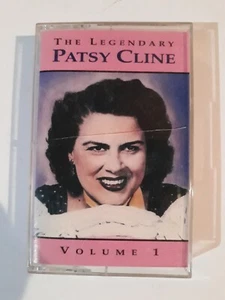 The Legendary
Patsy Cline
Volume 1